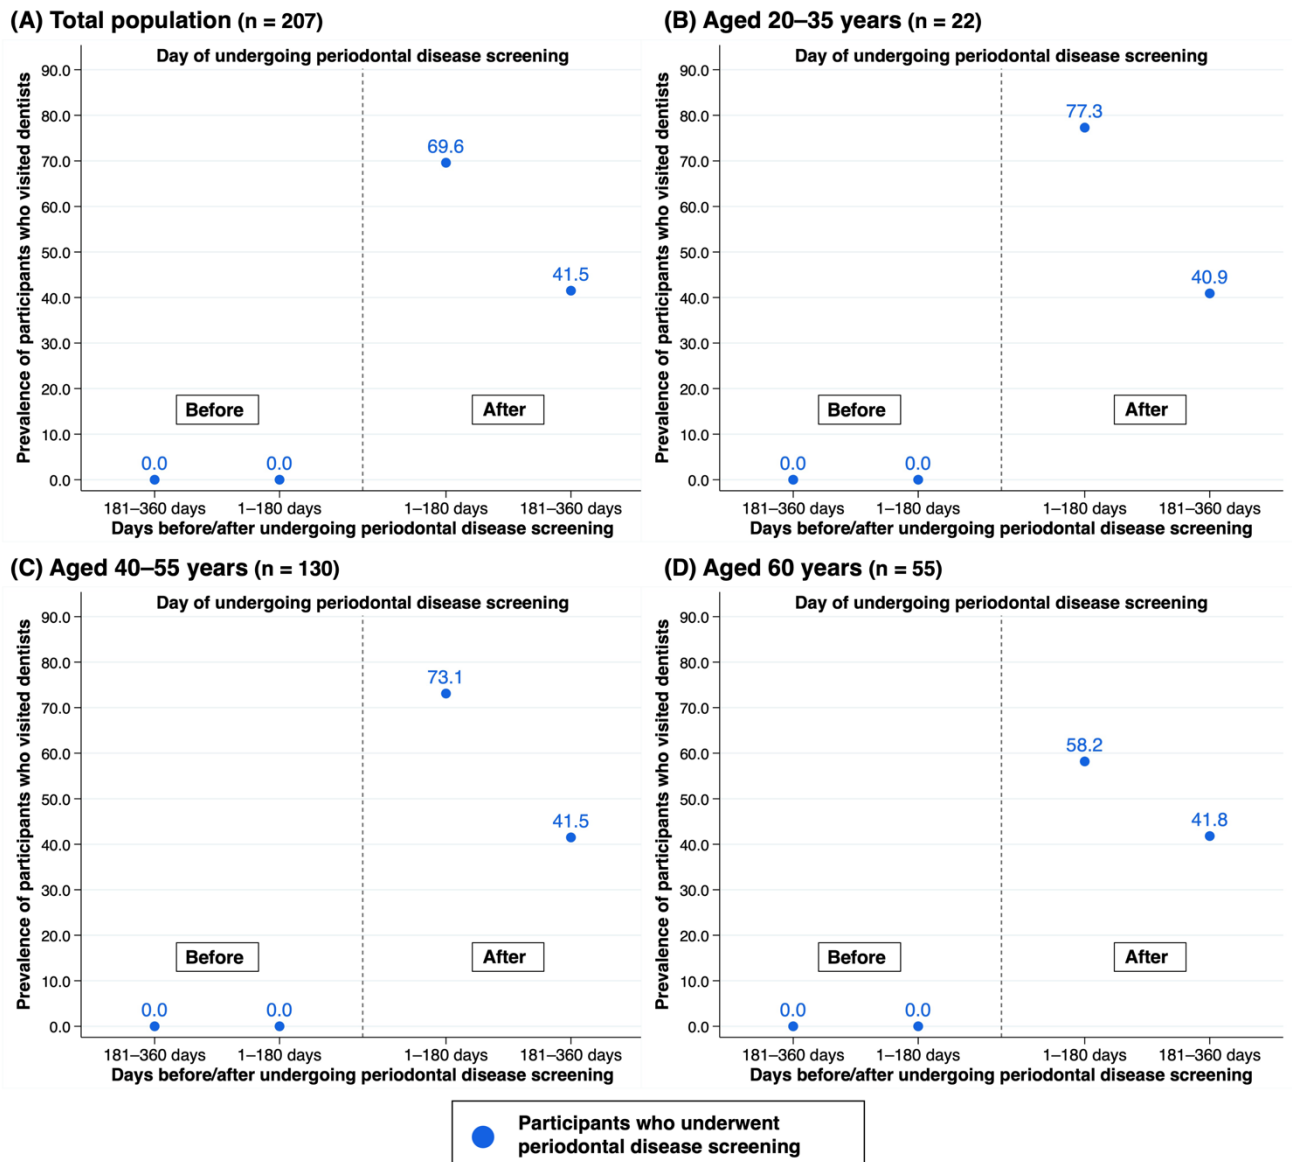 (A) Total population (n = 207)
Day of undergoing periodontal disease screening
Prevalence of participants who visited dentists
90.0
80.0
70.0
60.0
50.0
40.0
30.0
20.0
10.0
0.0
69.6
41.5
Before
After
0.0
0.0
181–360 days
1–180 days
1–180 days
181–360 days
Days before/after undergoing periodontal disease screening
(B) Aged 20–35 years (n = 22)
Day of undergoing periodontal disease screening
Prevalence of participants who visited dentists
90.0
80.0
70.0
60.0
50.0
40.0
30.0
20.0
10.0
0.0
77.3
40.9
Before
After
0.0
0.0
181–360 days
1–180 days
1–180 days
181–360 days
Days before/after undergoing periodontal disease screening
(C) Aged 40–55 years (n = 130)
Day of undergoing periodontal disease screening
Prevalence of participants who visited dentists
90.0
80.0
70.0
60.0
50.0
40.0
30.0
20.0
10.0
0.0
73.1
41.5
Before
After
0.0
0.0
181–360 days
1–180 days
1–180 days
181–360 days
Days before/after undergoing periodontal disease screening
(D) Aged 60 years (n = 55)
Day of undergoing periodontal disease screening
Prevalence of participants who visited dentists
90.0
80.0
70.0
60.0
50.0
40.0
30.0
20.0
10.0
0.0
58.2
41.8
Before
After
0.0
0.0
181–360 days
1–180 days
1–180 days
181–360 days
Days before/after undergoing periodontal disease screening
Participants who underwent
periodontal disease screening